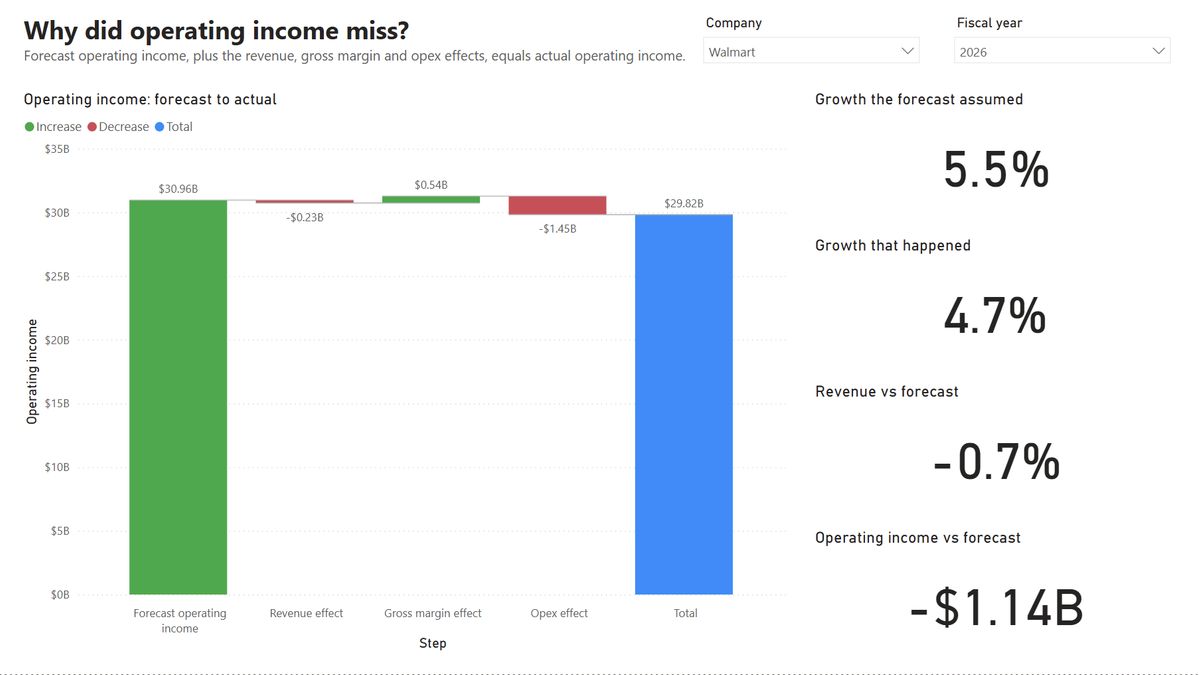 Why did operating income miss?
Forecast operating income, plus the revenue, gross margin and opex effects, equals actual operating income.
Company
Walmart
Fiscal year
2026
Operating income: forecast to actual
Increase Decrease Total
$35B
$30B
$25B
$20B
$15B
$10B
$5B
$0B
Operating income
$30.96B
-$0.23B
$0.54B
-$1.45B
$29.82B
Forecast operating
income
Revenue effect
Gross margin effect
Opex effect
Total
Step
Growth the forecast assumed
5.5%
Growth that happened
4.7%
Revenue vs forecast
-0.7%
Operating income vs forecast
-$1.14B